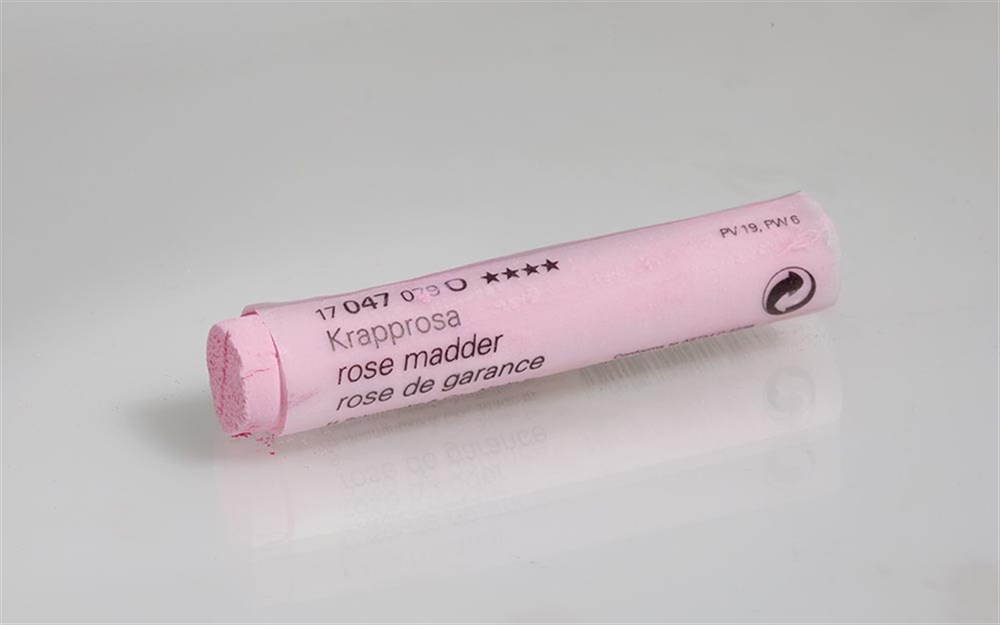 17 047 079 O ★★★★
Krapprosa
rose madder
rose de garance
PV 19, PW 6